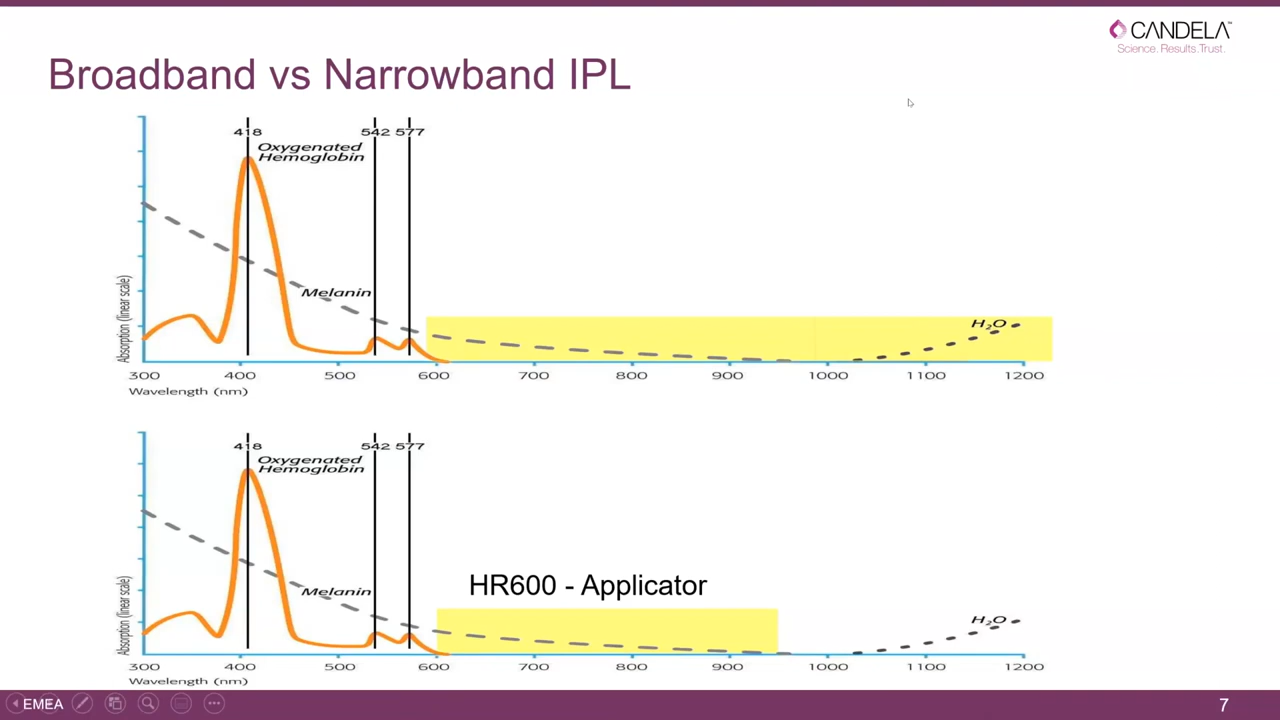 CANDELA™
Science. Results. Trust.
Broadband vs Narrowband IPL
418
542 577
Oxygenated
Hemoglobin
Melanin
Absorption (linear scale)
H₂O
300 400 500 600 700 800 900 1000 1100 1200
Wavelength (nm)
418
542 577
Oxygenated
Hemoglobin
HR600 - Applicator
Melanin
Absorption (linear scale)
H₂O
300 400 500 600 700 800 900 1000 1100 1200
Wavelength (nm)
EMEA
7